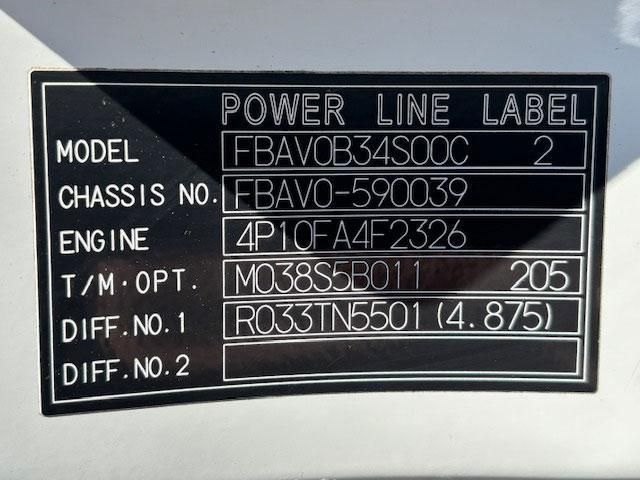 POWER LINE LABEL
MODEL FBAV0B34S00C 2
CHASSIS NO. FBAV0-590039
ENGINE 4P10FA4F2326
T/M·OPT. M038S5B011 205
DIFF.NO.1 R033TN5501(4.875)
DIFF.NO.2